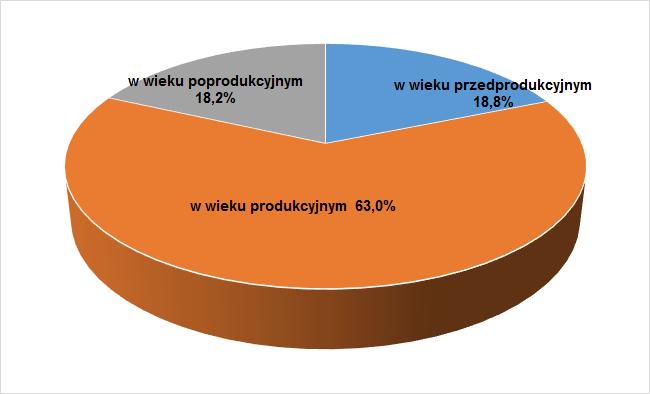 w wieku poprodukcyjnym
18,2%
w wieku przedprodukcyjnym
18,8%
w wieku produkcyjnym  63,0%